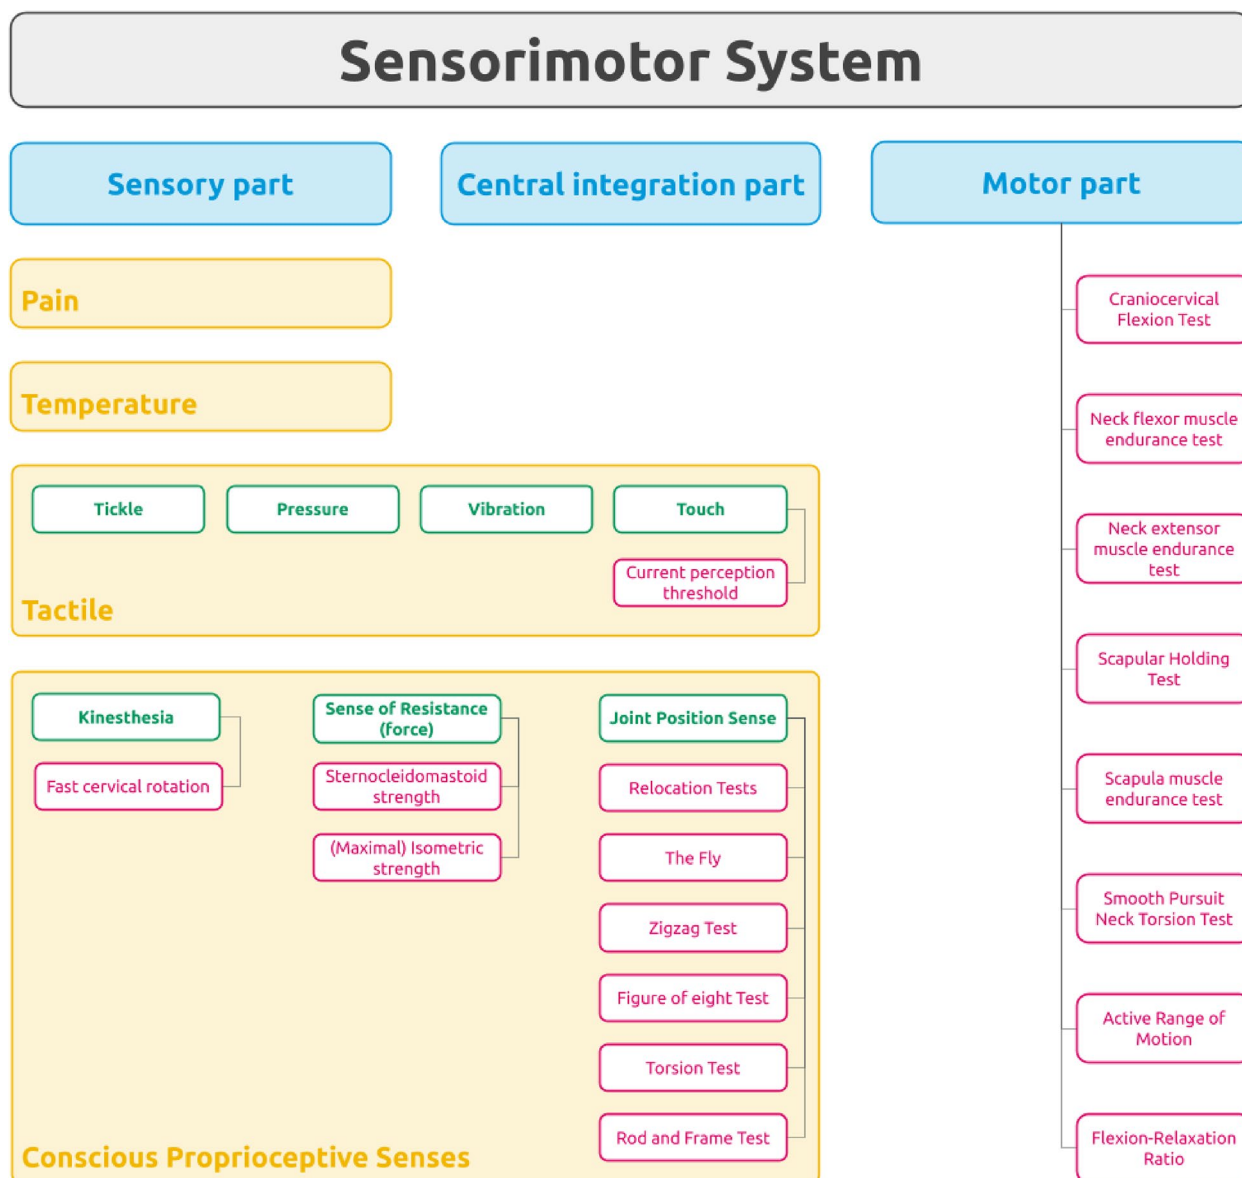 Sensorimotor System
Sensory part
Central integration part
Motor part
Pain
Temperature
Tickle
Pressure
Vibration
Touch
Current perception
threshold
Tactile
Kinesthesia
Fast cervical rotation
Sense of Resistance
(force)
Sternocleidomastoid
strength
(Maximal) Isometric
strength
Joint Position Sense
Relocation Tests
The Fly
Zigzag Test
Figure of eight Test
Torsion Test
Rod and Frame Test
Conscious Proprioceptive Senses
Craniocervical
Flexion Test
Neck flexor muscle
endurance test
Neck extensor
muscle endurance
test
Scapular Holding
Test
Scapula muscle
endurance test
Smooth Pursuit
Neck Torsion Test
Active Range of
Motion
Flexion-Relaxation
Ratio